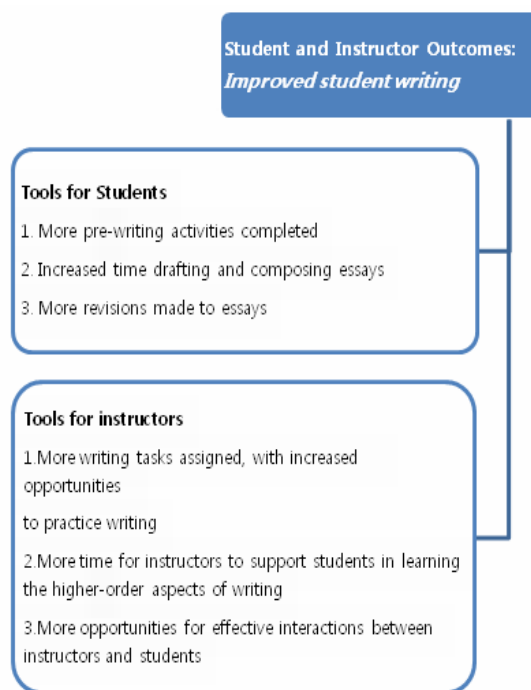 Student and Instructor Outcomes:
Improved student writing
Tools for Students
1. More pre-writing activities completed
2. Increased time drafting and composing essays
3. More revisions made to essays
Tools for instructors
1.More writing tasks assigned, with increased
opportunities
to practice writing
2.More time for instructors to support students in learning
the higher-order aspects of writing
3.More opportunities for effective interactions between
instructors and students